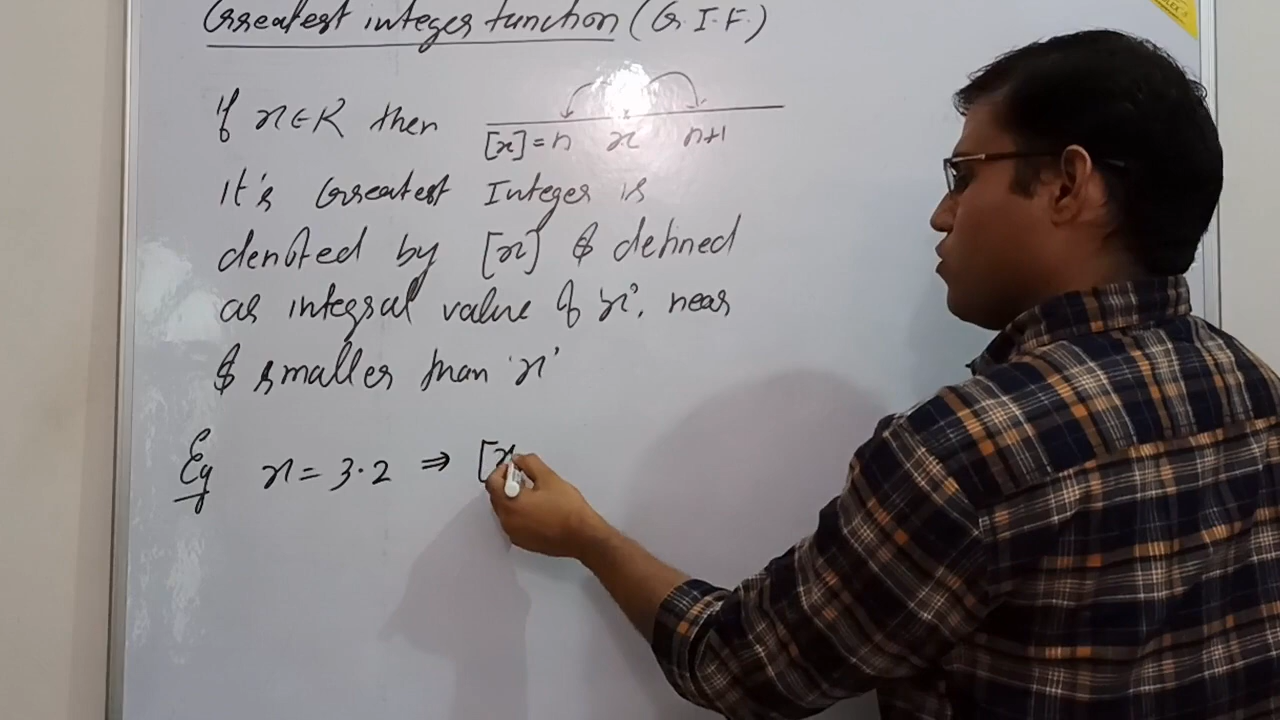 Greatest integer function (G.I.F.)
If x∈R then
[x]=n x n+1
It's Greatest Integer is
denoted by [x] & defined
as integral value of 'x', near
& smaller than 'x'
Eg x = 3.2 ⇒ [x